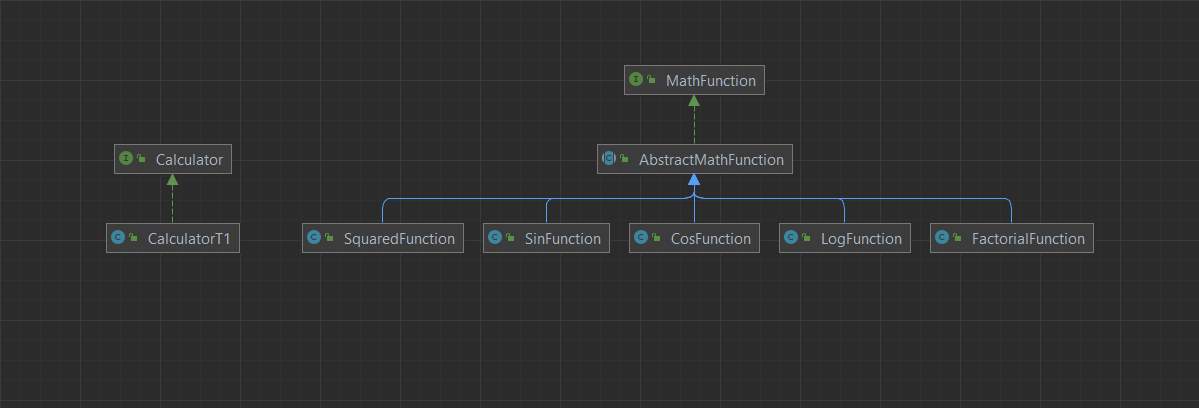 MathFunction
Calculator
AbstractMathFunction
CalculatorT1
SquaredFunction
SinFunction
CosFunction
LogFunction
FactorialFunction